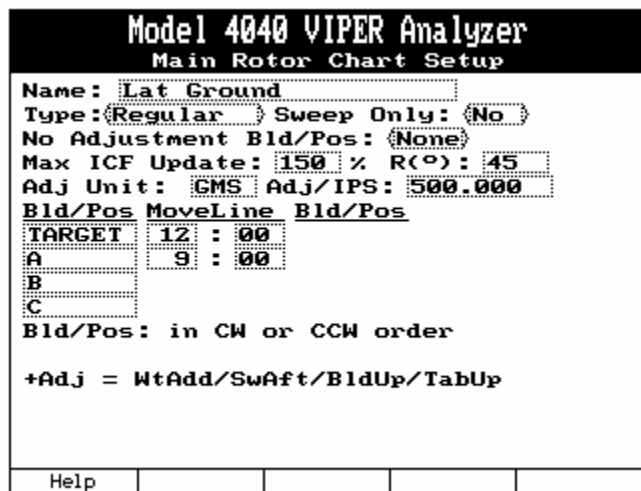 Model 4040 VIPER Analyzer
Main Rotor Chart Setup
Name: Lat Ground
Type: Regular Sweep Only: No
No Adjustment Bld/Pos: None
Max ICF Update: 150 % R(º): 45
Adj Unit: GMS Adj/IPS: 500.000
Bld/Pos MoveLine Bld/Pos
TARGET 12 : 00
A 9 : 00
B
C
Bld/Pos: in CW or CCW order
+Adj = WtAdd/SwAft/BldUp/TabUp
Help